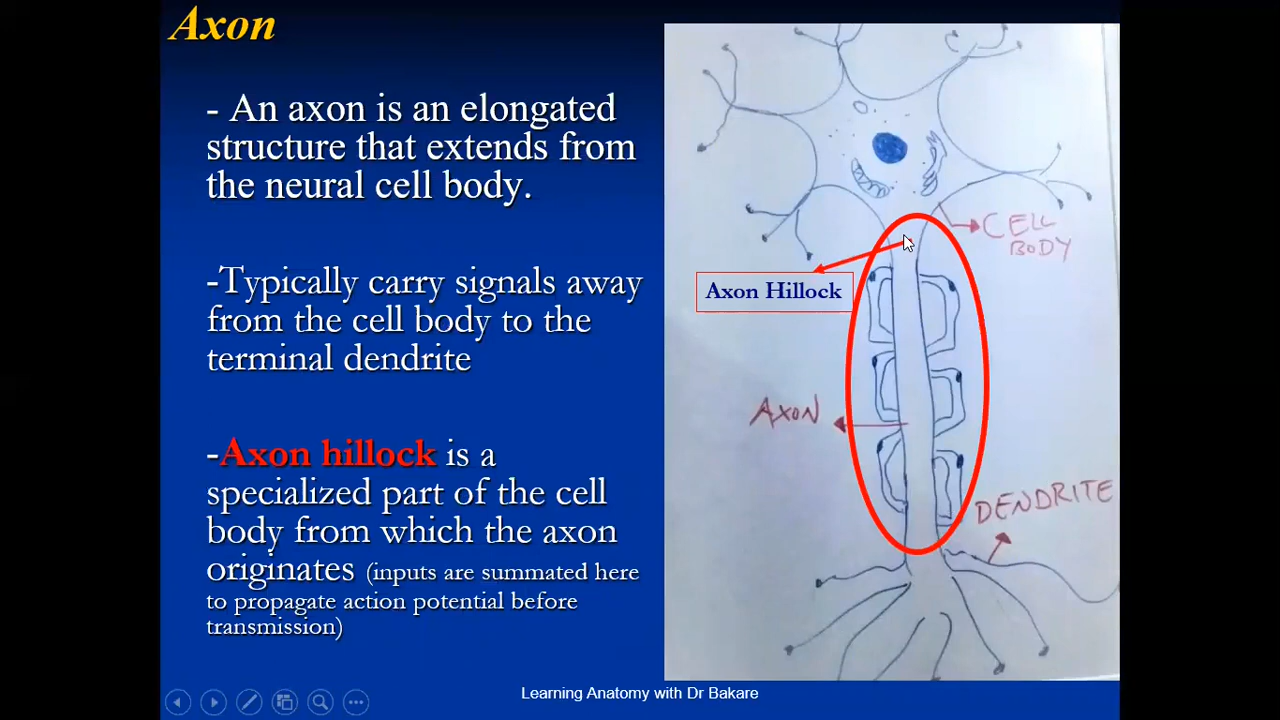 Axon
- An axon is an elongated
structure that extends from
the neural cell body.
-Typically carry signals away
from the cell body to the
terminal dendrite
-Axon hillock is a
specialized part of the cell
body from which the axon
originates (inputs are summated here
to propagate action potential before
transmission)
CELL
BODY
Axon Hillock
AXON
DENDRITE
Learning Anatomy with Dr Bakare